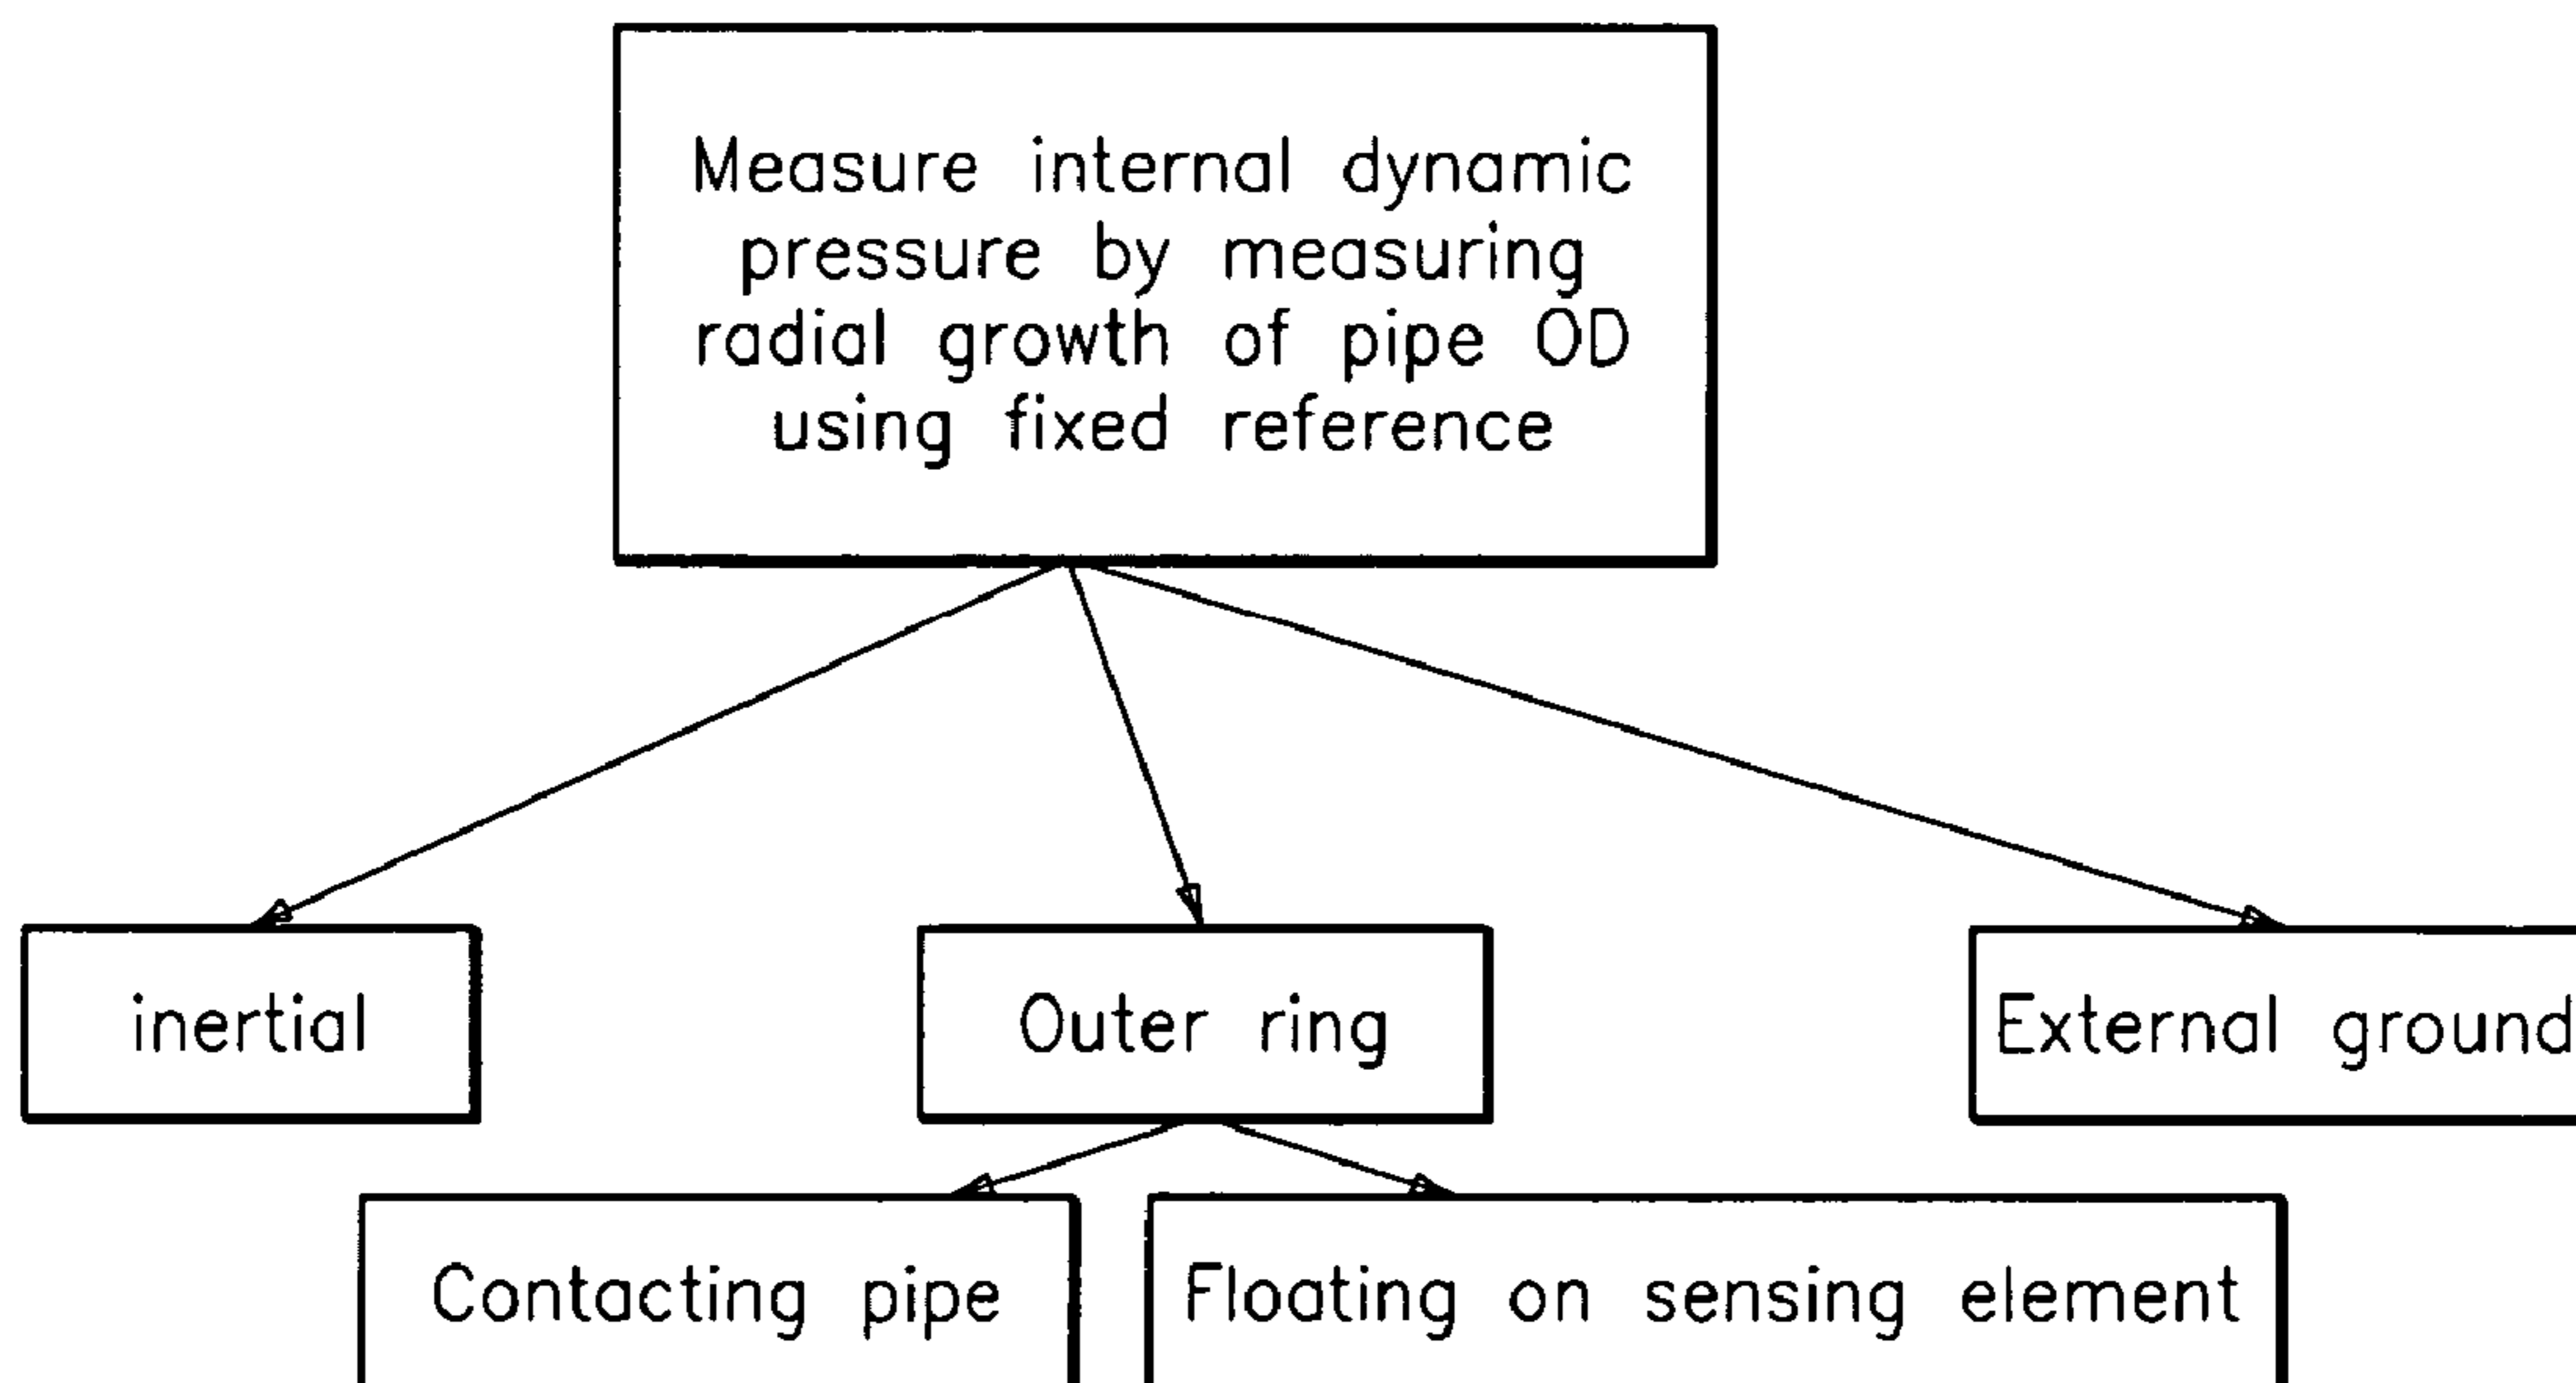 Measure internal dynamic
pressure by measuring
radial growth of pipe OD
using fixed reference
inertial
Outer ring
External ground
Contacting pipe
Floating on sensing element